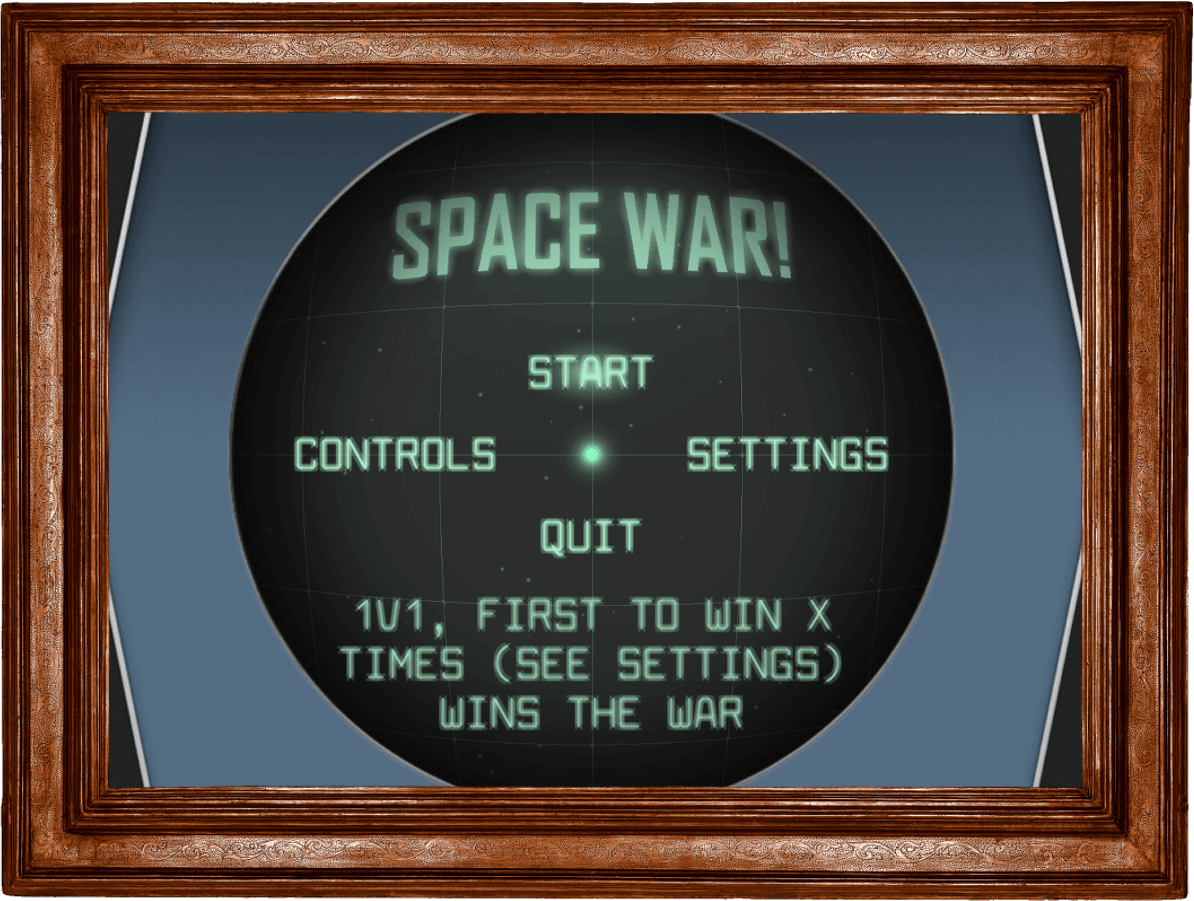 SPACE WAR!
START
CONTROLS SETTINGS
QUIT
1V1, FIRST TO WIN X
TIMES (SEE SETTINGS)
WINS THE WAR